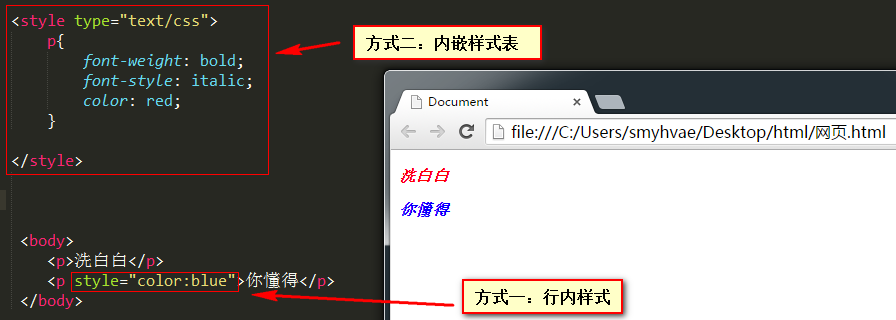 <style type="text/css">
p{
font-weight: bold;
font-style: italic;
color: red;
}
</style>
方式二：内嵌样式表
Document
file:///C:/Users/smyhvae/Desktop/html/网页.html
洗白白
你懂得
<body>
<p>洗白白</p>
<p style="color:blue">你懂得</p>
</body>
方式一：行内样式